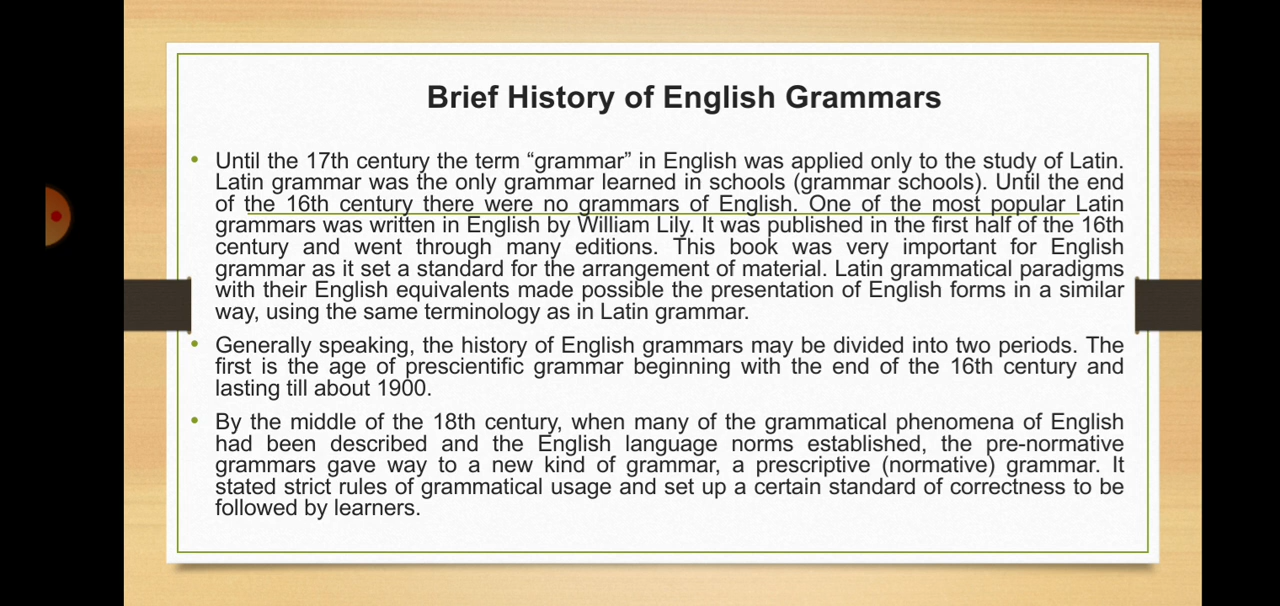 Brief History of English Grammars
• Until the 17th century the term “grammar” in English was applied only to the study of Latin.
Latin grammar was the only grammar learned in schools (grammar schools). Until the end
of the 16th century there were no grammars of English. One of the most popular Latin
grammars was written in English by William Lily. It was published in the first half of the 16th
century and went through many editions. This book was very important for English
grammar as it set a standard for the arrangement of material. Latin grammatical paradigms
with their English equivalents made possible the presentation of English forms in a similar
way, using the same terminology as in Latin grammar.
• Generally speaking, the history of English grammars may be divided into two periods. The
first is the age of prescientific grammar beginning with the end of the 16th century and
lasting till about 1900.
• By the middle of the 18th century, when many of the grammatical phenomena of English
had been described and the English language norms established, the pre-normative
grammars gave way to a new kind of grammar, a prescriptive (normative) grammar. It
stated strict rules of grammatical usage and set up a certain standard of correctness to be
followed by learners.